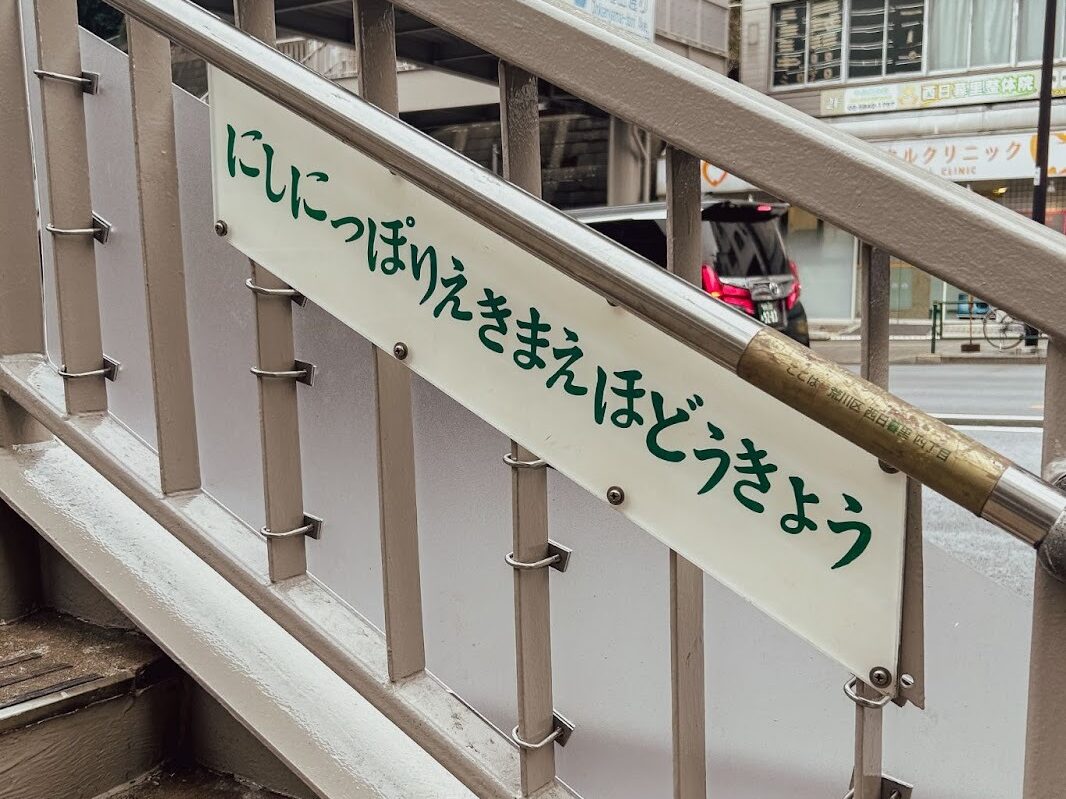 西日暮里整体院
ルクリニック
CLINIC
にしにっぽりえきまえほどうきょう
ここは 荒川区 西日暮里 四丁目